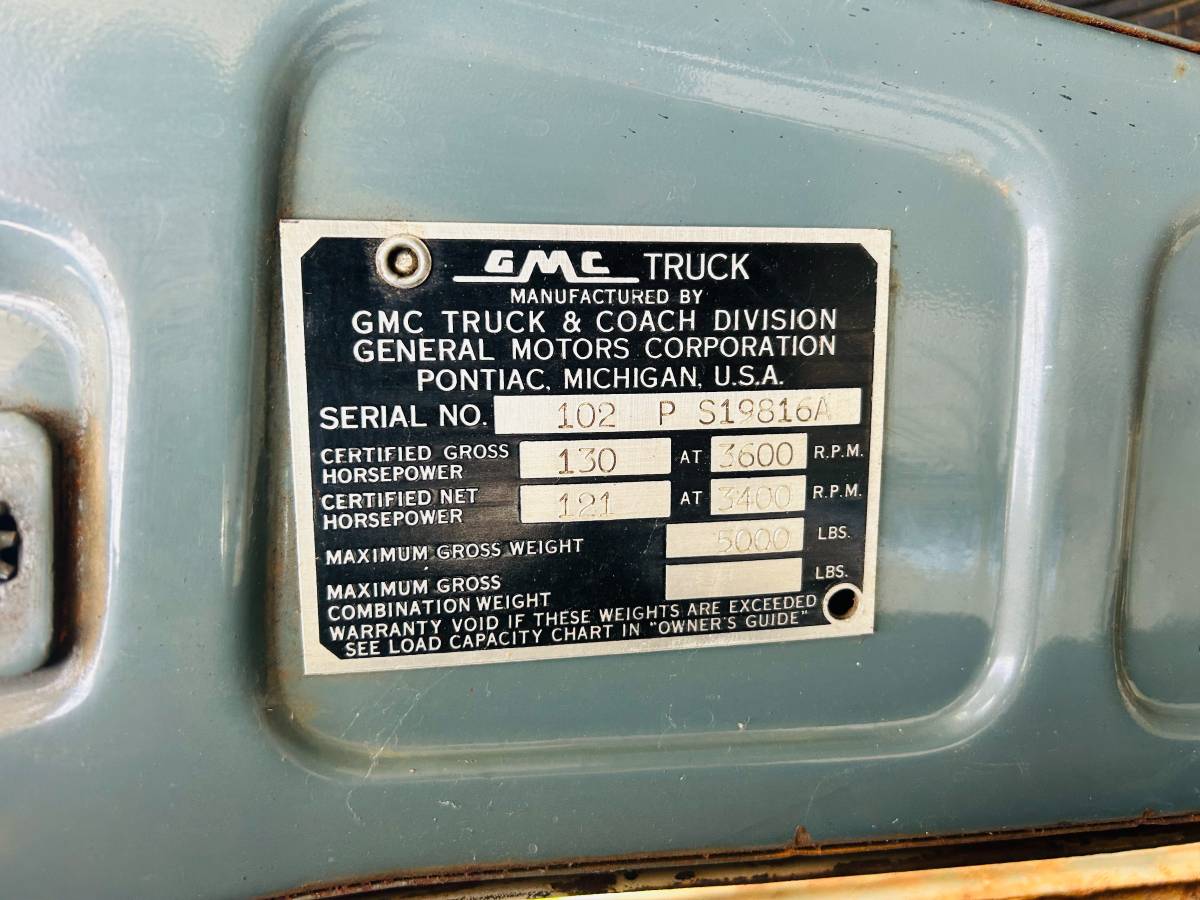 GMC TRUCK
MANUFACTURED BY
GMC TRUCK & COACH DIVISION
GENERAL MOTORS CORPORATION
PONTIAC, MICHIGAN, U.S.A.
SERIAL NO. 102 P S19816A
CERTIFIED GROSS HORSEPOWER 130 AT 3600 R.P.M.
CERTIFIED NET HORSEPOWER 121 AT 3400 R.P.M.
MAXIMUM GROSS WEIGHT 5000 LBS.
MAXIMUM GROSS COMBINATION WEIGHT LBS.
WARRANTY VOID IF THESE WEIGHTS ARE EXCEEDED
SEE LOAD CAPACITY CHART IN "OWNER'S GUIDE"